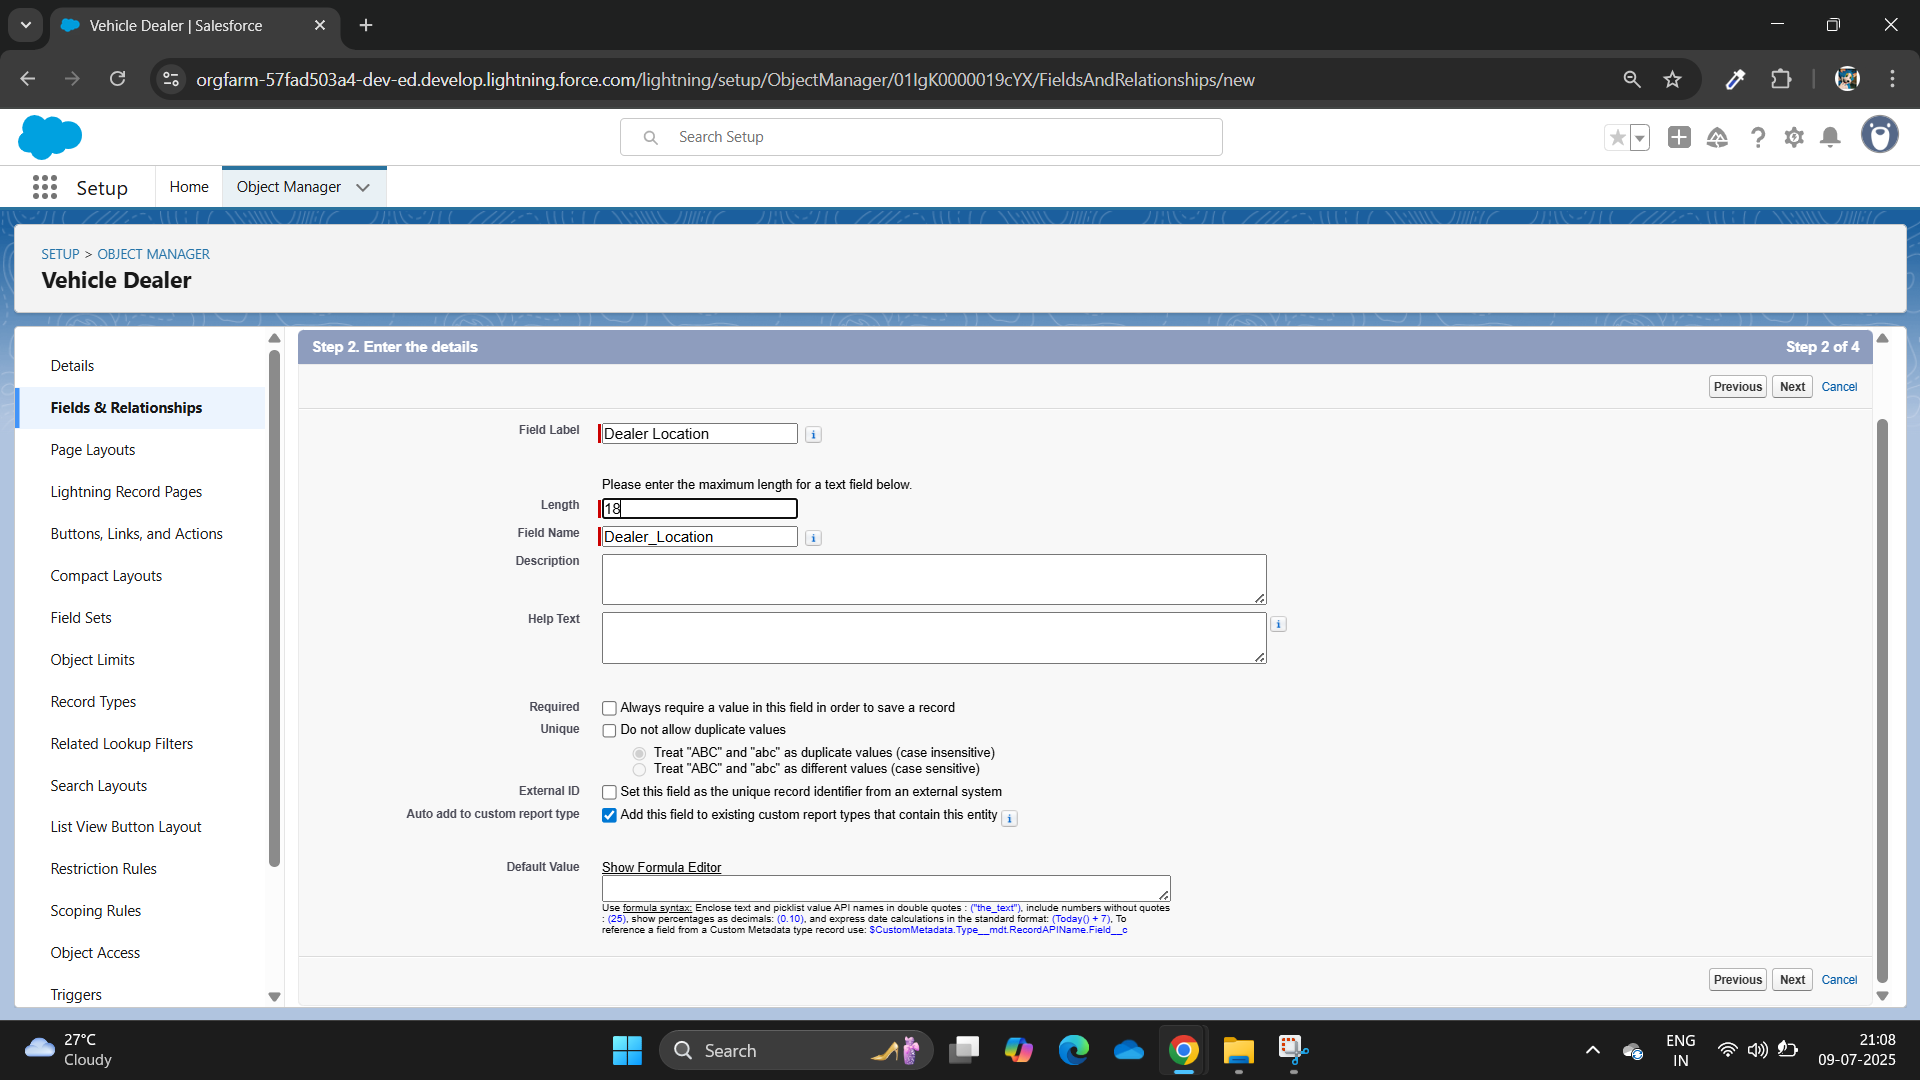 Vehicle Dealer | Salesforce
orgfarm-57fad503a4-dev-ed.develop.lightning.force.com/lightning/setup/ObjectManager/01IgK0000019cYX/FieldsAndRelationships/new
Search Setup
Setup
Home
Object Manager
SETUP > OBJECT MANAGER
Vehicle Dealer
Details
Fields & Relationships
Page Layouts
Lightning Record Pages
Buttons, Links, and Actions
Compact Layouts
Field Sets
Object Limits
Record Types
Related Lookup Filters
Search Layouts
List View Button Layout
Restriction Rules
Scoping Rules
Object Access
Triggers
Step 2. Enter the details
Step 2 of 4
Previous
Next
Cancel
Field Label
Dealer Location
Please enter the maximum length for a text field below.
Length
18
Field Name
Dealer_Location
Description
Help Text
Required
Always require a value in this field in order to save a record
Unique
Do not allow duplicate values
Treat "ABC" and "abc" as duplicate values (case insensitive)
Treat "ABC" and "abc" as different values (case sensitive)
External ID
Set this field as the unique record identifier from an external system
Auto add to custom report type
Add this field to existing custom report types that contain this entity
Default Value
Show Formula Editor
Use formula syntax: Enclose text and picklist value API names in double quotes : ("the_text"), include numbers without quotes
: (25), show percentages as decimals: (0.10), and express date calculations in the standard format: (Today() + 7), To
reference a field from a Custom Metadata type record use: $CustomMetadata.Type__mdt.RecordAPIName.Field__c
Previous
Next
Cancel
27°C
Cloudy
Search
ENG
IN
21:08
09-07-2025